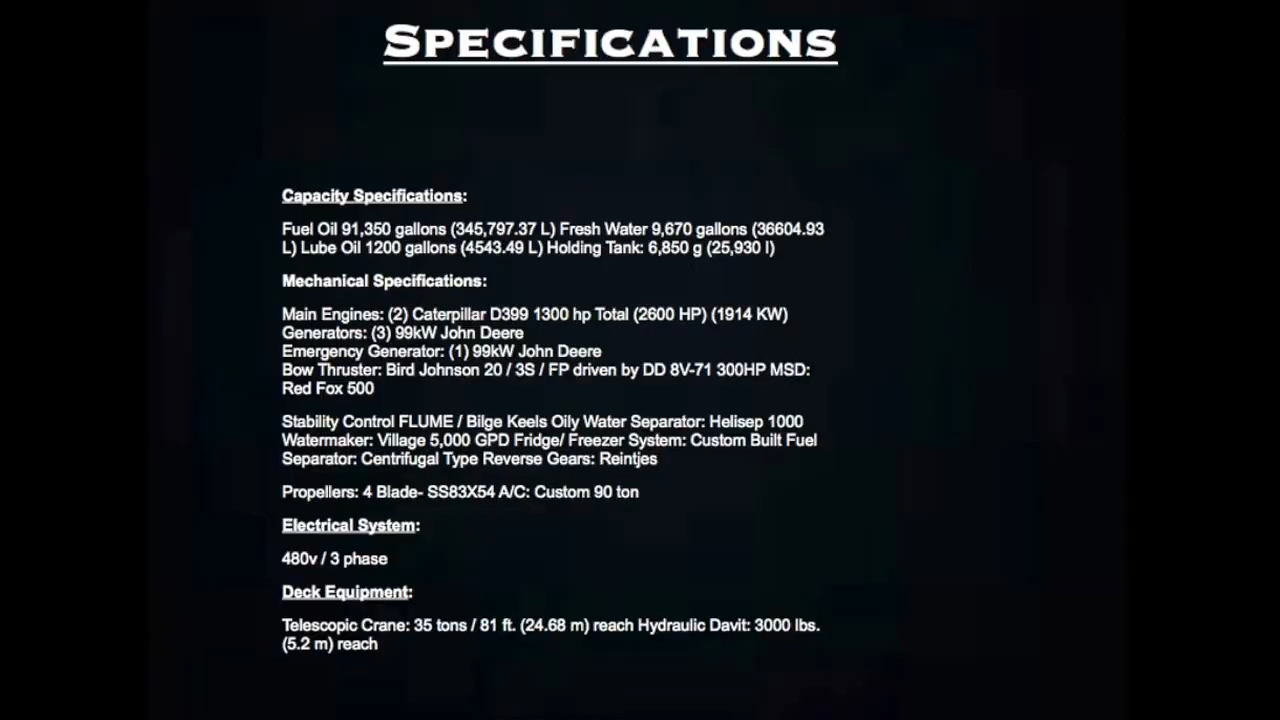 SPECIFICATIONS
Capacity Specifications:
Fuel Oil 91,350 gallons (345,797.37 L) Fresh Water 9,670 gallons (36604.93
L) Lube Oil 1200 gallons (4543.49 L) Holding Tank: 6,850 g (25,930 l)
Mechanical Specifications:
Main Engines: (2) Caterpillar D399 1300 hp Total (2600 HP) (1914 KW)
Generators: (3) 99kW John Deere
Emergency Generator: (1) 99kW John Deere
Bow Thruster: Bird Johnson 20 / 3S / FP driven by DD 8V-71 300HP MSD:
Red Fox 500
Stability Control FLUME / Bilge Keels Oily Water Separator: Helisep 1000
Watermaker: Village 5,000 GPD Fridge/ Freezer System: Custom Built Fuel
Separator: Centrifugal Type Reverse Gears: Reintjes
Propellers: 4 Blade- SS83X54 A/C: Custom 90 ton
Electrical System:
480v / 3 phase
Deck Equipment:
Telescopic Crane: 35 tons / 81 ft. (24.68 m) reach Hydraulic Davit: 3000 lbs.
(5.2 m) reach